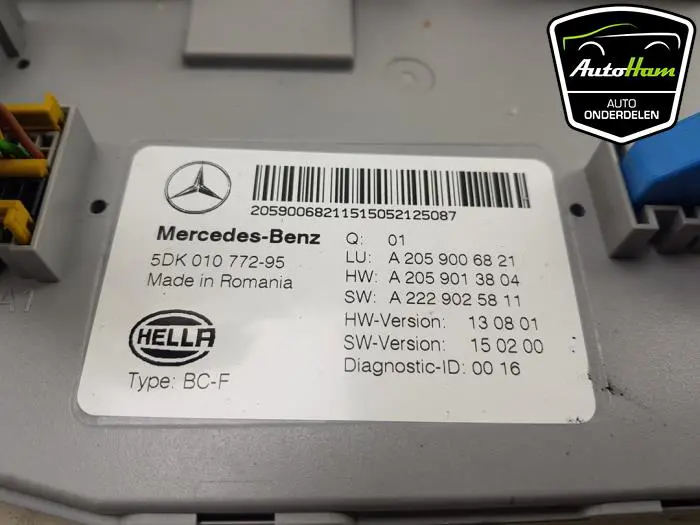 AutoHam
AUTO
ONDERDELEN
20590068211515052125087
Mercedes-Benz
5DK 010 772-95
Made in Romania
HELLA
Type: BC-F
Q: 01
LU: A 205 900 68 21
HW: A 205 901 38 04
SW: A 222 902 58 11
HW-Version: 13 08 01
SW-Version: 15 02 00
Diagnostic-ID: 00 16
A1